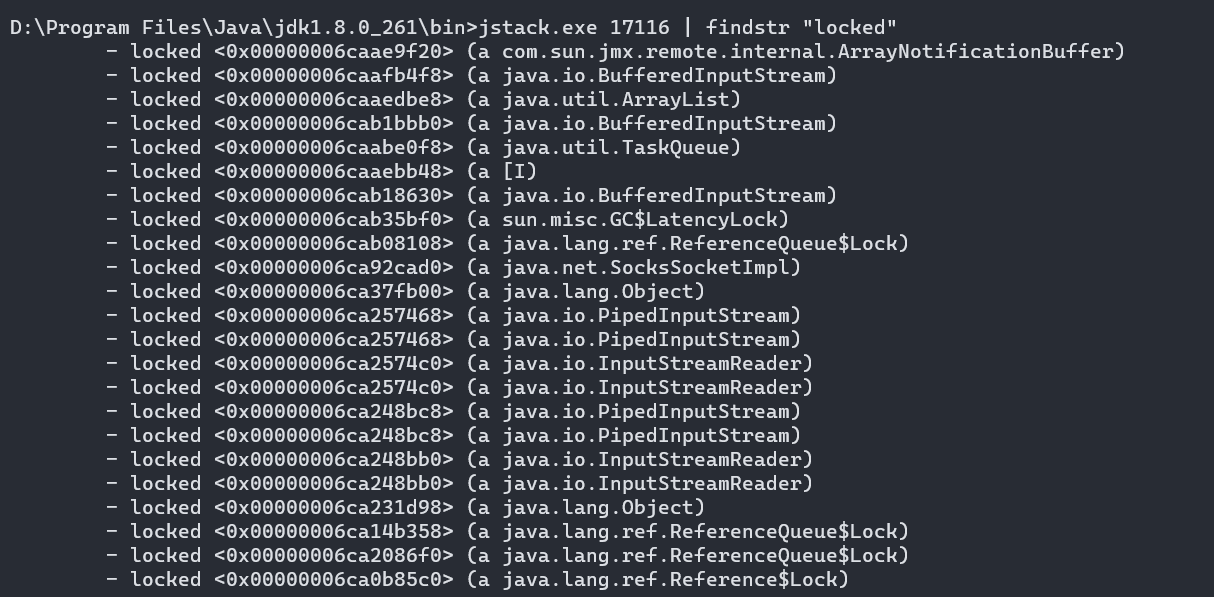 D:\Program Files\Java\jdk1.8.0_261\bin>jstack.exe 17116 | findstr "locked"
- locked <0x00000006caae9f20> (a com.sun.jmx.remote.internal.ArrayNotificationBuffer)
- locked <0x00000006caafb4f8> (a java.io.BufferedInputStream)
- locked <0x00000006caaedbe8> (a java.util.ArrayList)
- locked <0x00000006cab1bbb0> (a java.io.BufferedInputStream)
- locked <0x00000006caabe0f8> (a java.util.TaskQueue)
- locked <0x00000006caaebb48> (a [I)
- locked <0x00000006cab18630> (a java.io.BufferedInputStream)
- locked <0x00000006cab35bf0> (a sun.misc.GC$LatencyLock)
- locked <0x00000006cab08108> (a java.lang.ref.ReferenceQueue$Lock)
- locked <0x00000006ca92cad0> (a java.net.SocksSocketImpl)
- locked <0x00000006ca37fb00> (a java.lang.Object)
- locked <0x00000006ca257468> (a java.io.PipedInputStream)
- locked <0x00000006ca257468> (a java.io.PipedInputStream)
- locked <0x00000006ca2574c0> (a java.io.InputStreamReader)
- locked <0x00000006ca2574c0> (a java.io.InputStreamReader)
- locked <0x00000006ca248bc8> (a java.io.PipedInputStream)
- locked <0x00000006ca248bc8> (a java.io.PipedInputStream)
- locked <0x00000006ca248bb0> (a java.io.InputStreamReader)
- locked <0x00000006ca248bb0> (a java.io.InputStreamReader)
- locked <0x00000006ca231d98> (a java.lang.Object)
- locked <0x00000006ca14b358> (a java.lang.ref.ReferenceQueue$Lock)
- locked <0x00000006ca2086f0> (a java.lang.ref.ReferenceQueue$Lock)
- locked <0x00000006ca0b85c0> (a java.lang.ref.Reference$Lock)